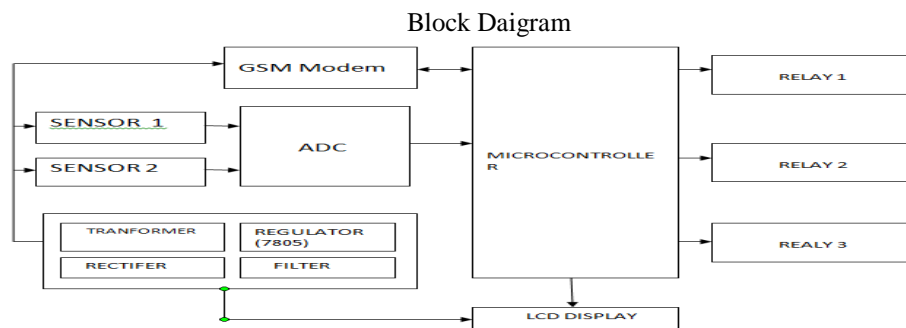 Block Daigram
GSM Modem
RELAY 1
SENSOR 1
ADC
MICROCONTROLLE
R
SENSOR 2
RELAY 2
TRANFORMER
REGULATOR
(7805)
REALY 3
RECTIFER
FILTER
LCD DISPLAY